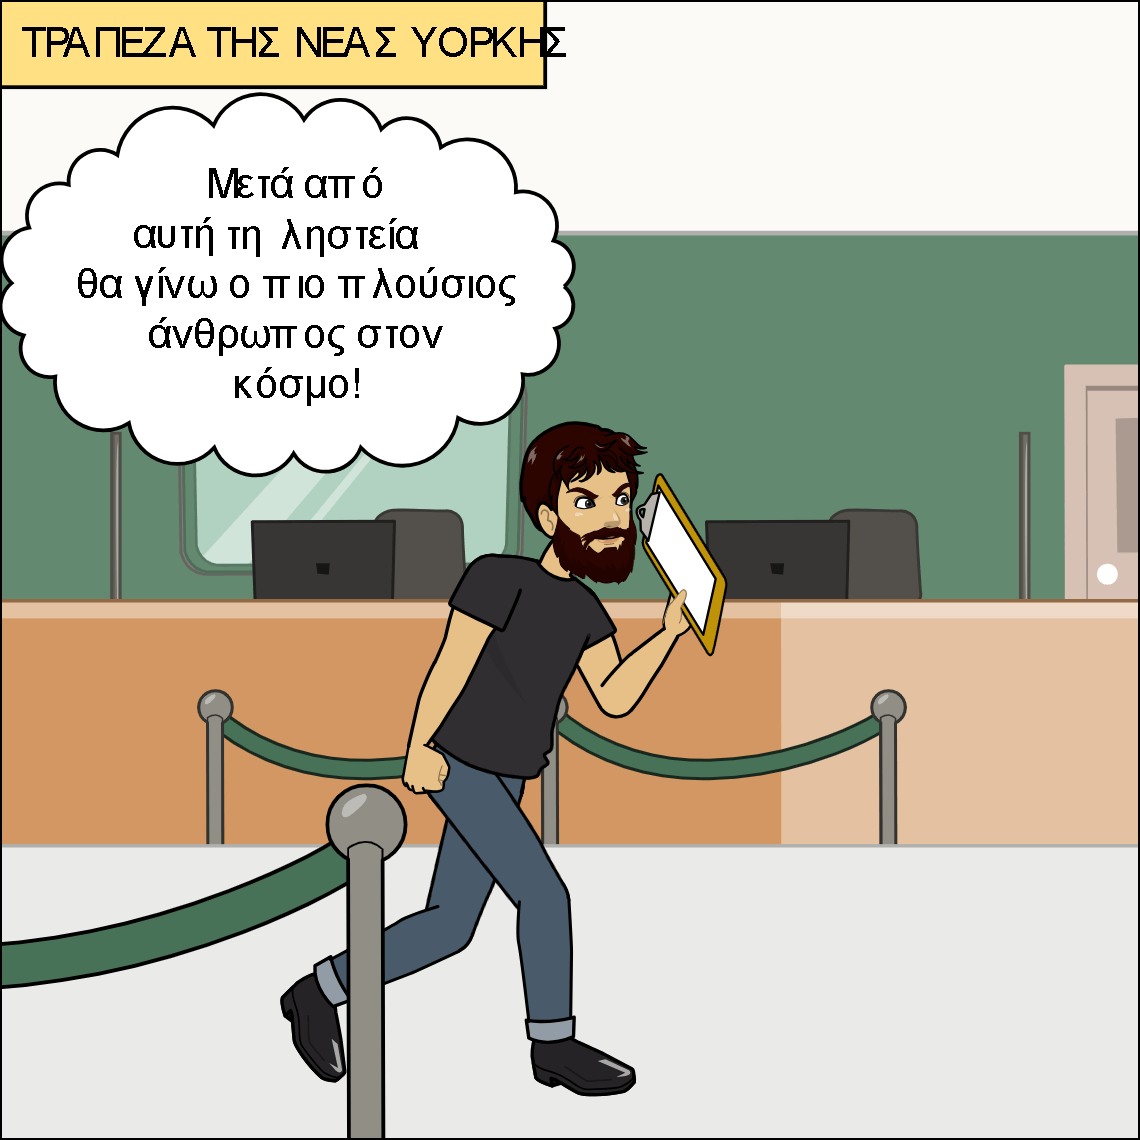 ΤΡΑΠΕΖΑ ΤΗΣ ΝΕΑΣ ΥΟΡΚΗΣ
Μετά από
αυτή τη ληστεία
θα γίνω ο πιο πλούσιος
άνθρωπος στον
κόσμο!